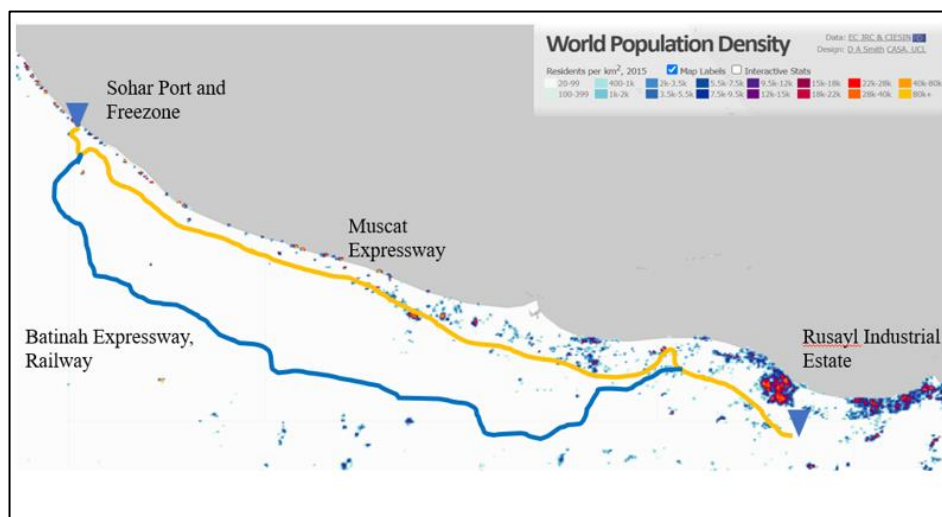 World Population Density
Data: EC JRC & CIESIN
Design: D A Smith CASA, UCL
Residents per km², 2015 Map Labels Interactive Stats
20-99 400-1k 2k-3.5k 5.5k-7.5k 9.5k-12k 15k-18k 22k-28k 40k-80k
100-399 1k-2k 3.5k-5.5k 7.5k-9.5k 12k-15k 18k-22k 28k-40k 80k+
Sohar Port and
Freezone
Muscat
Expressway
Batinah Expressway,
Railway
Rusayl Industrial
Estate